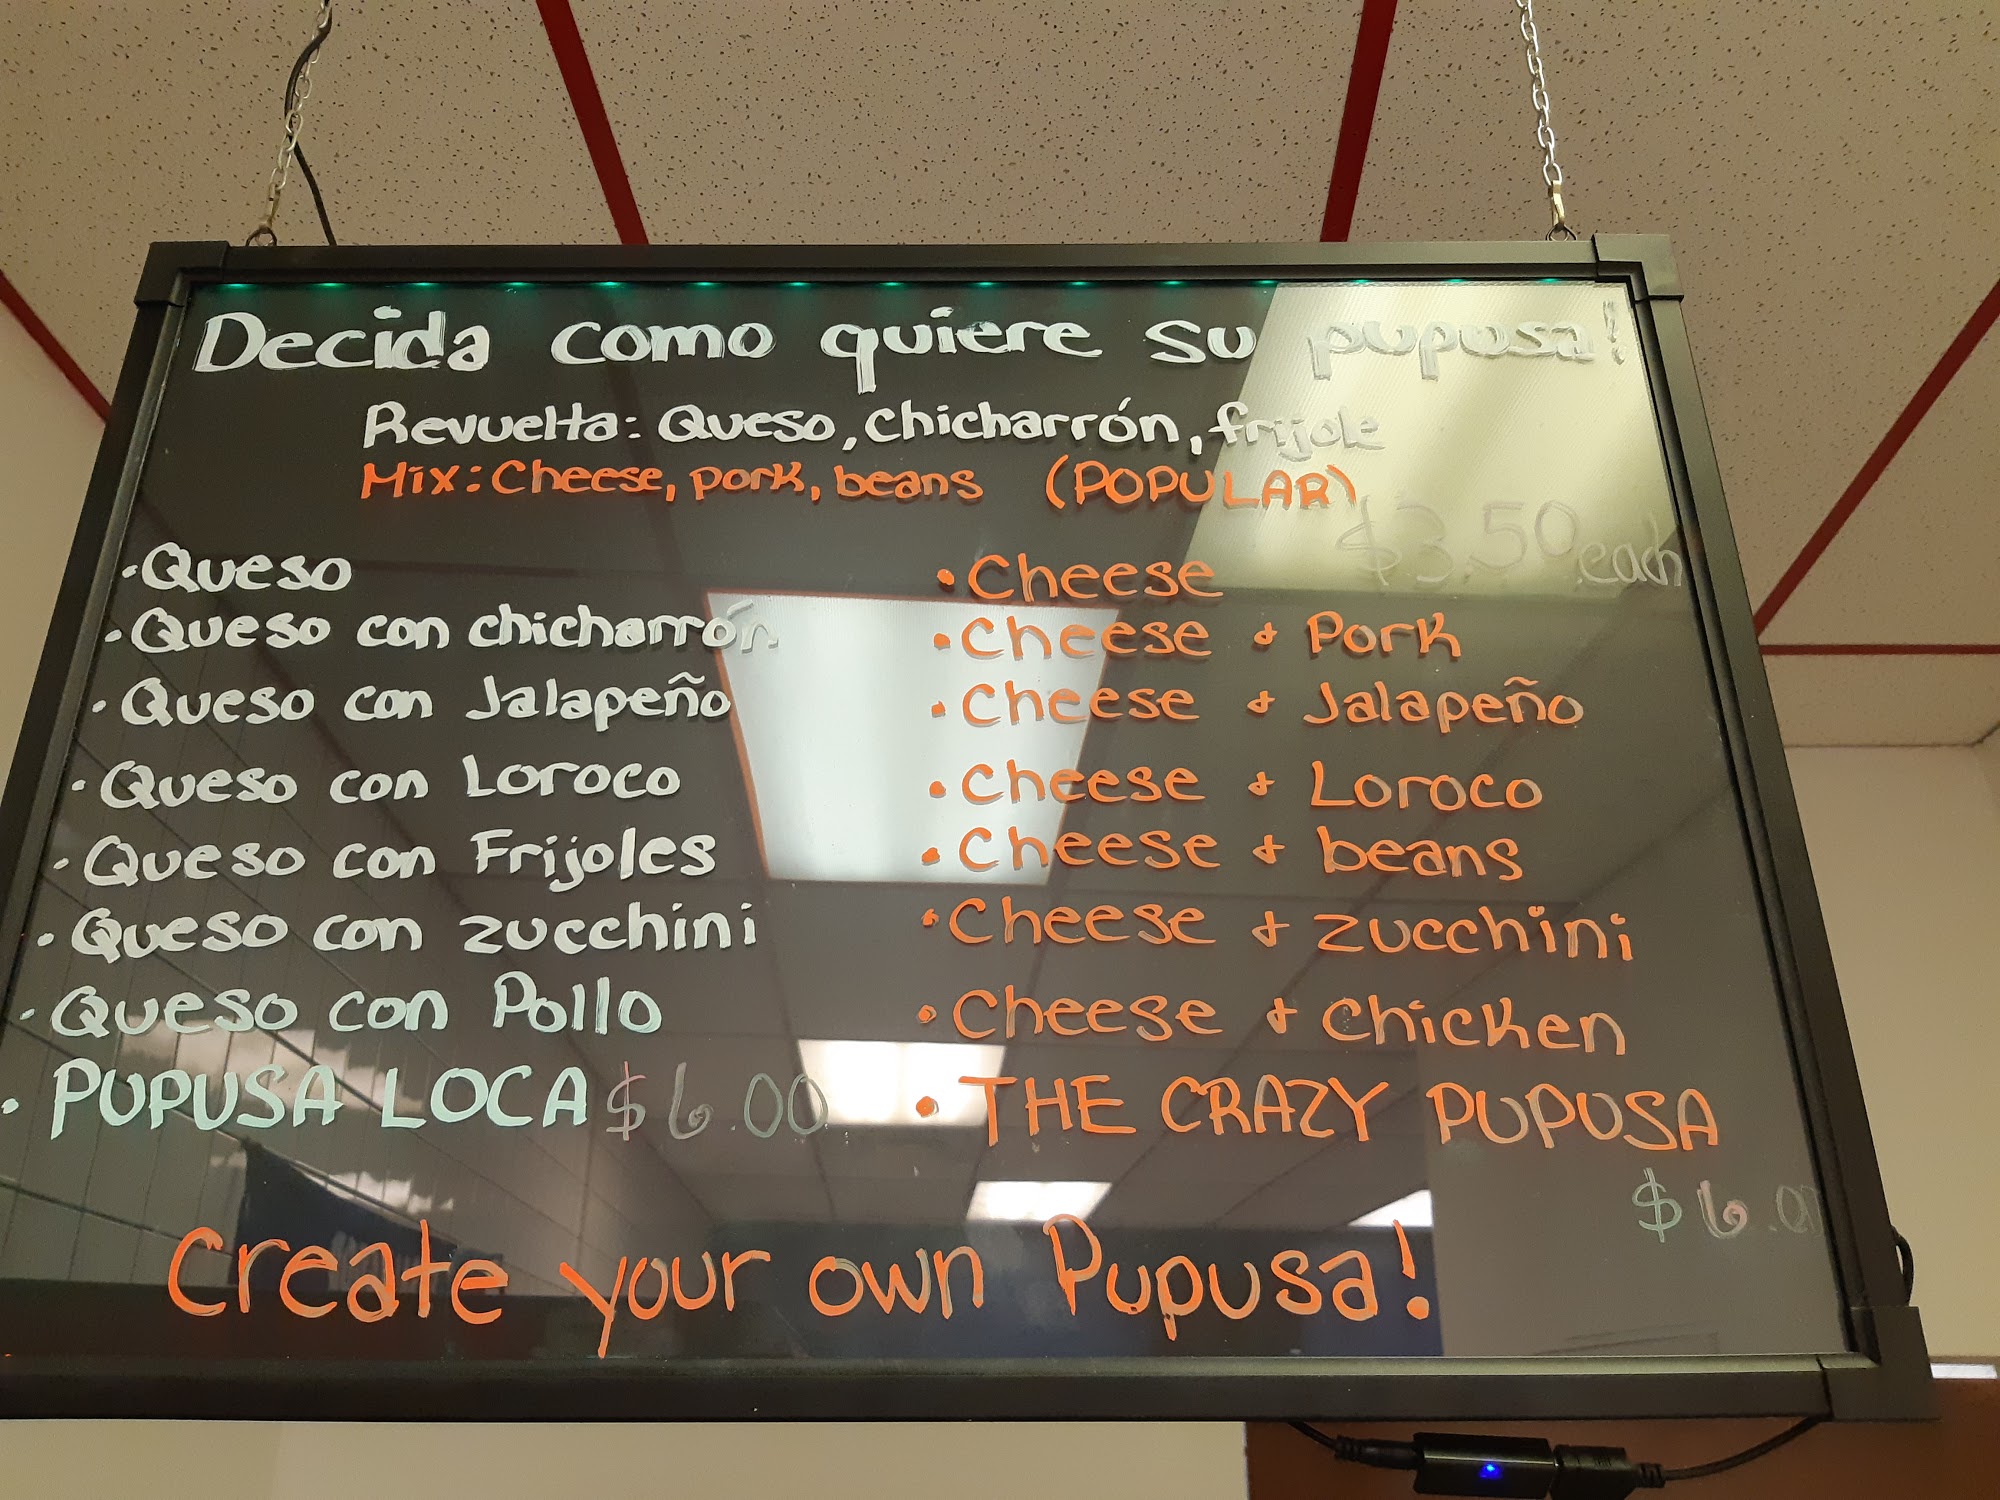 Decida como quiere su pupusa!
Revuelta: Queso, chicharrón, frijole
Mix: Cheese, pork, beans (POPULAR)
$3.50 each
• Queso
• Queso con chicharrón
• Queso con Jalapeño
• Queso con Loroco
• Queso con Frijoles
• Queso con zucchini
• Queso con Pollo
• PUPUSA LOCA $6.00
• Cheese
• Cheese & Pork
• Cheese & Jalapeño
• Cheese & Loroco
• Cheese & beans
• Cheese & zucchini
• Cheese & Chicken
• THE CRAZY PUPUSA
$6.00
Create your own Pupusa!